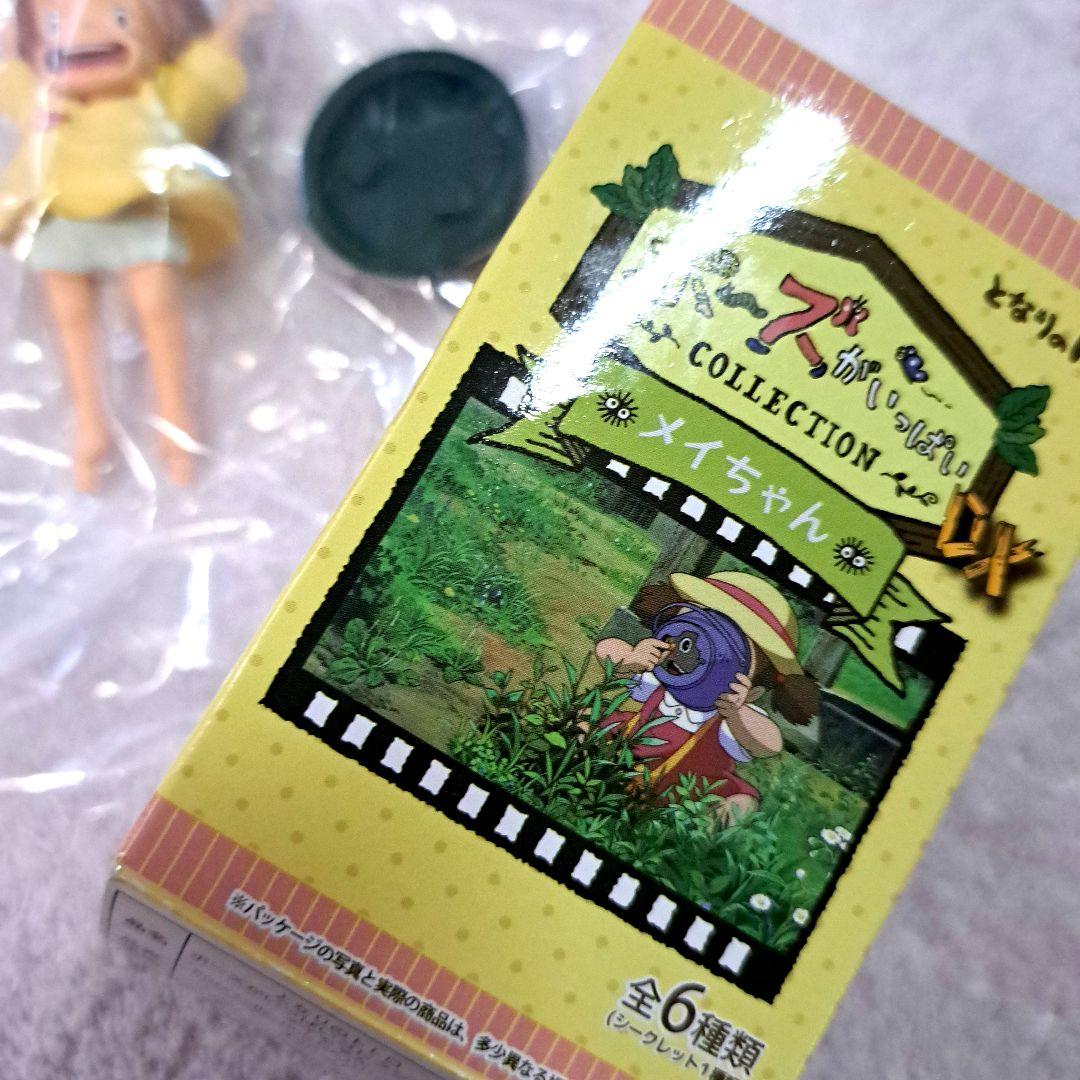 となりの
ーズがいっぱい
COLLECTION
メイちゃん
※パッケージの写真と実際の商品は、多少異なる
全6種類
(シークレット1